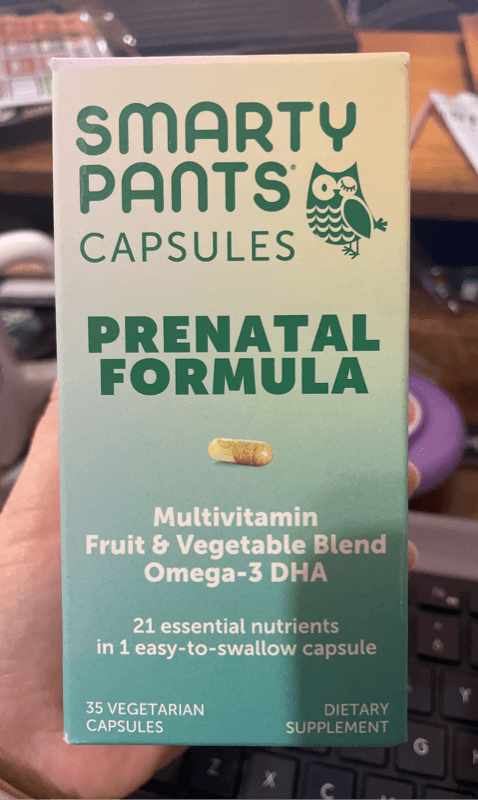 SMARTY
PANTS®
CAPSULES
PRENATAL
FORMULA
Multivitamin
Fruit & Vegetable Blend
Omega-3 DHA
21 essential nutrients
in 1 easy-to-swallow capsule
35 VEGETARIAN
CAPSULES
DIETARY
SUPPLEMENT
Y
G
Z
X
C